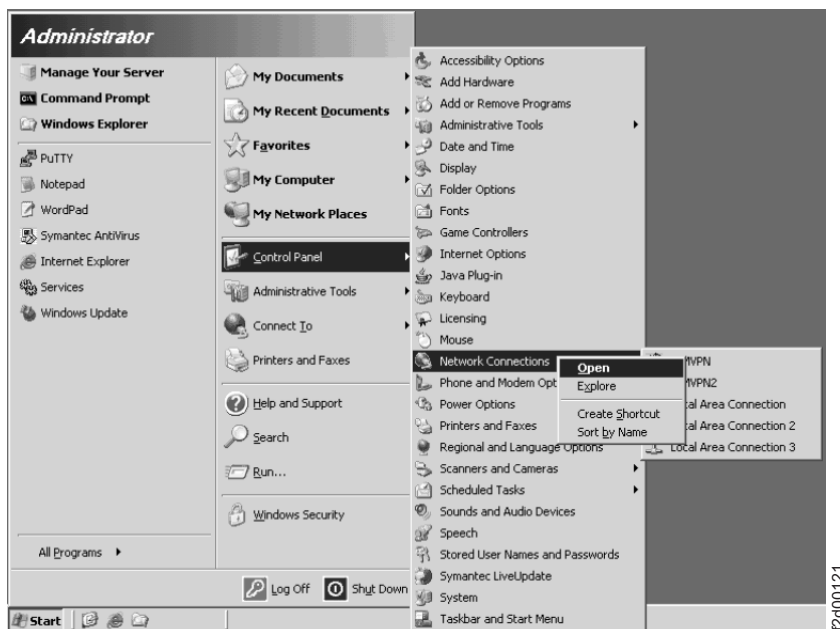 Administrator
Manage Your Server
Command Prompt
Windows Explorer
PuTTY
Notepad
WordPad
Symantec AntiVirus
Internet Explorer
Services
Windows Update
All Programs
My Documents
My Recent Documents
Favorites
My Computer
My Network Places
Control Panel
Administrative Tools
Connect To
Printers and Faxes
Help and Support
Search
Run...
Windows Security
Log Off
Shut Down
Start
Accessibility Options
Add Hardware
Add or Remove Programs
Administrative Tools
Date and Time
Display
Folder Options
Fonts
Game Controllers
Internet Options
Java Plug-in
Keyboard
Licensing
Mouse
Network Connections
Phone and Modem Opt
Power Options
Printers and Faxes
Regional and Language Options
Scanners and Cameras
Scheduled Tasks
Sounds and Audio Devices
Speech
Stored User Names and Passwords
Symantec LiveUpdate
System
Taskbar and Start Menu
Open
Explore
Create Shortcut
Sort by Name
MVPN
MVPN2
cal Area Connection
cal Area Connection 2
Local Area Connection 3
f2d00121